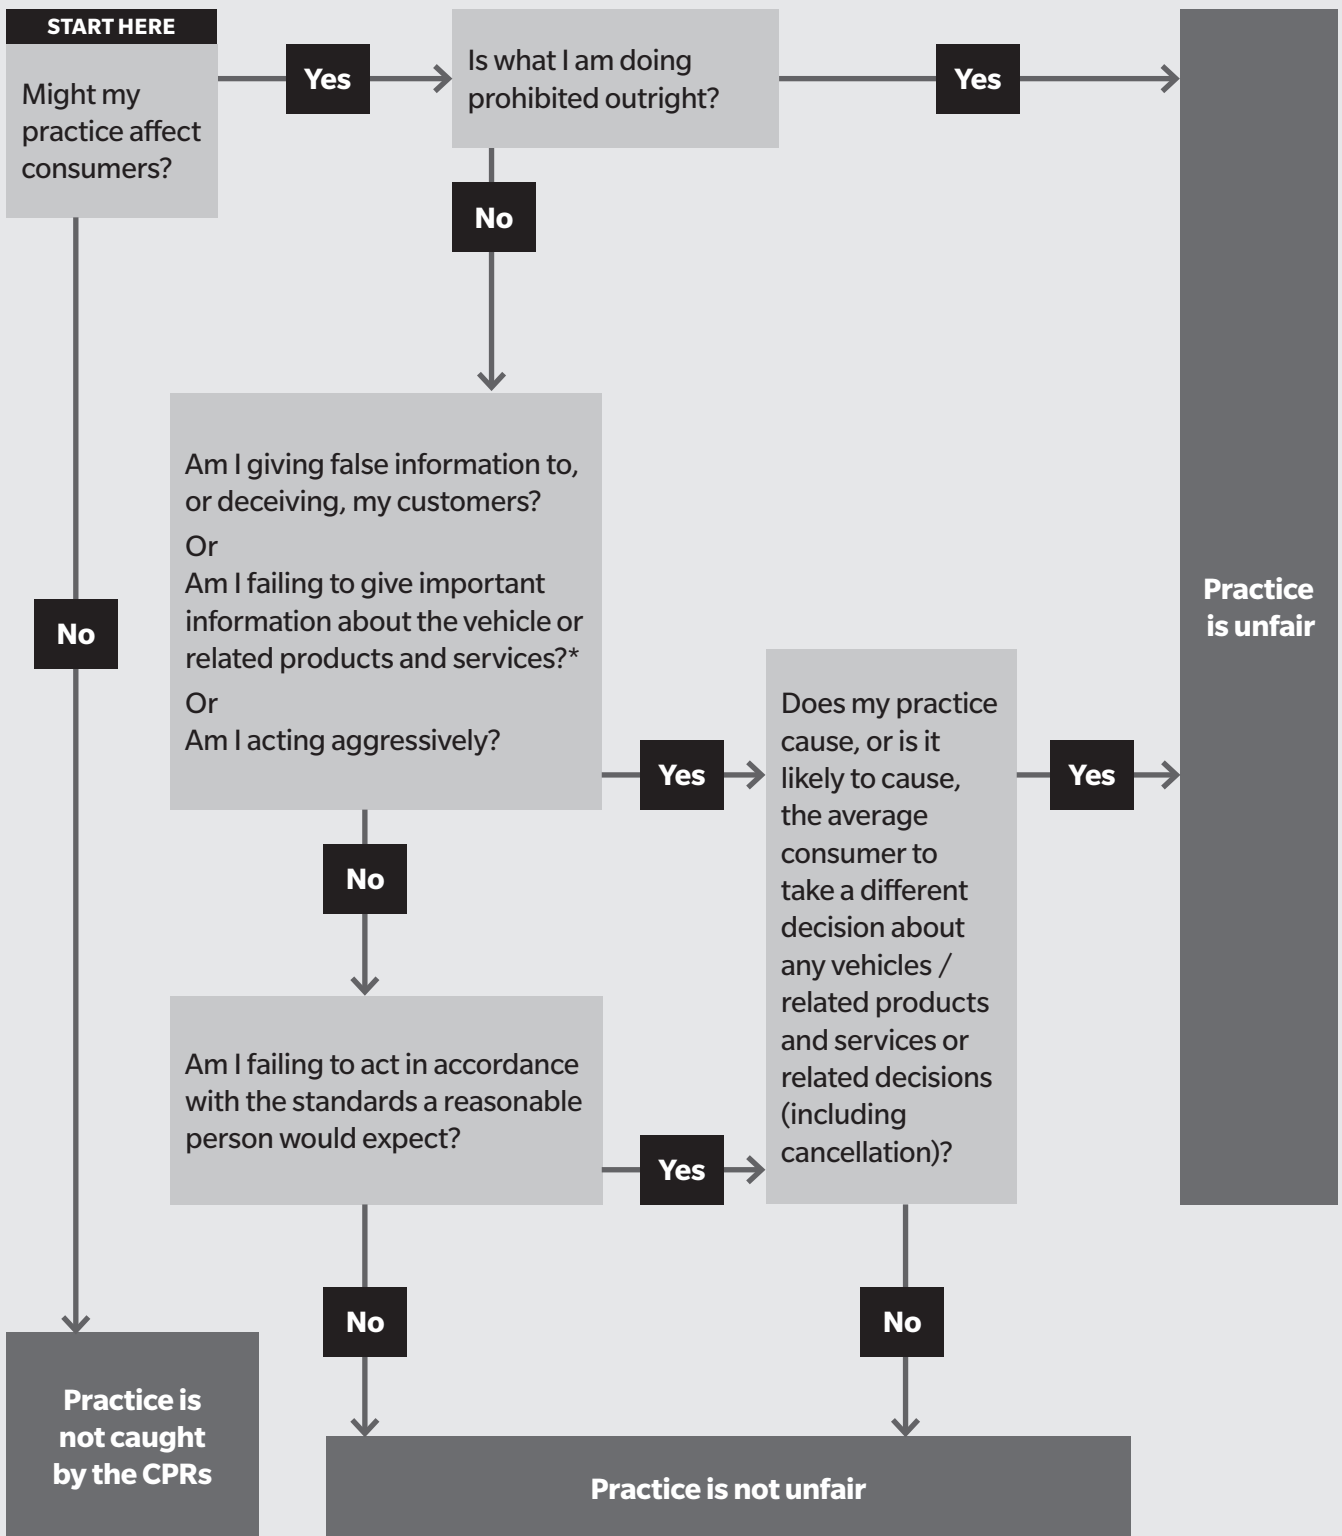 START HERE
Might my
practice affect
consumers?
Yes
Is what I am doing
prohibited outright?
Yes
No
Am I giving false information to,
or deceiving, my customers?
Or
Am I failing to give important
information about the vehicle or
related products and services?*
Or
Am I acting aggressively?
Yes
Does my practice
cause, or is it
likely to cause,
the average
consumer to
take a different
decision about
any vehicles /
related products
and services or
related decisions
(including
cancellation)?
Yes
Practice
is unfair
No
No
Am I failing to act in accordance
with the standards a reasonable
person would expect?
Yes
No
No
Practice is
not caught
by the CPRs
Practice is not unfair